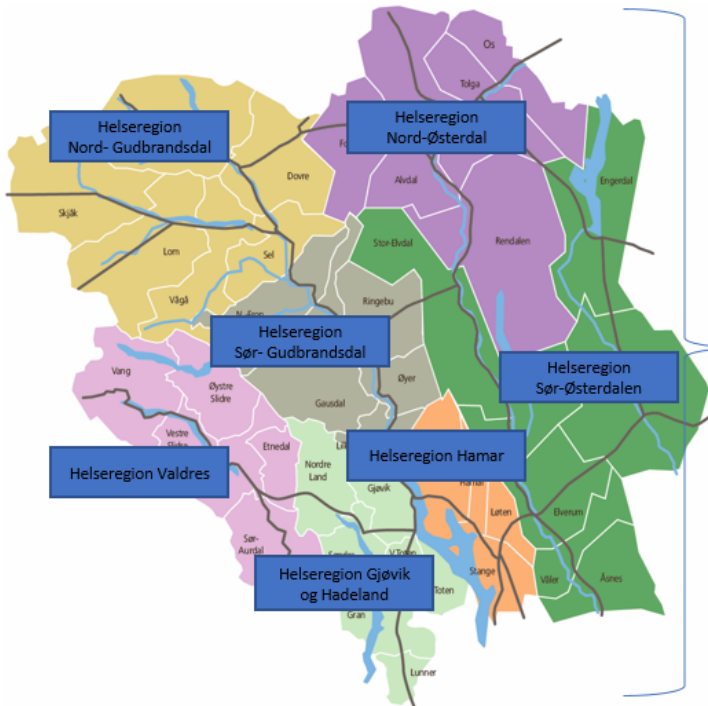 Os
Tolga
Helseregion
Nord-Østerdal
Helseregion
Nord- Gudbrandsdal
Dovre
Alvdal
Engerdal
Skjåk
Stor-Elvdal
Rendalen
Lom
Sel
Vågå
Ringebu
Helseregion
Sør- Gudbrandsdal
Vang
Øystre
Slidre
Øyer
Helseregion
Sør-Østerdalen
Gausdal
Vestre
Etnedal
Helseregion Valdres
Nordre
Land
Helseregion Hamar
Gjøvik
Løten
Elverum
Sør-
Aurdal
Helseregion Gjøvik
og Hadeland
Stange
Våler
Åsnes
Toten
Gran
Lunner